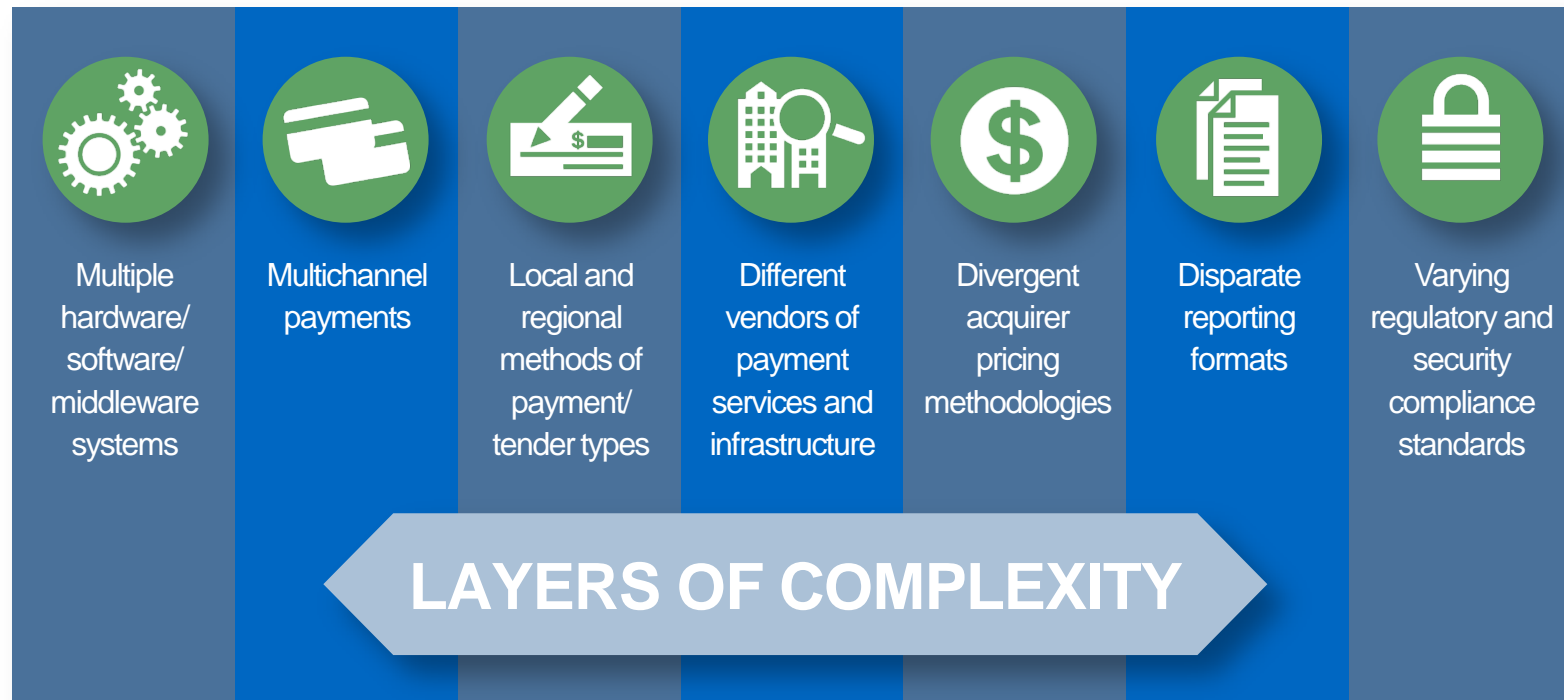 $
$
Multiple
hardware/
software/
middleware
systems
Multichannel
payments
Local and
regional
methods of
payment/
tender types
Different
vendors of
payment
services and
infrastructure
Divergent
acquirer
pricing
methodologies
Disparate
reporting
formats
Varying
regulatory and
security
compliance
standards
LAYERS OF COMPLEXITY